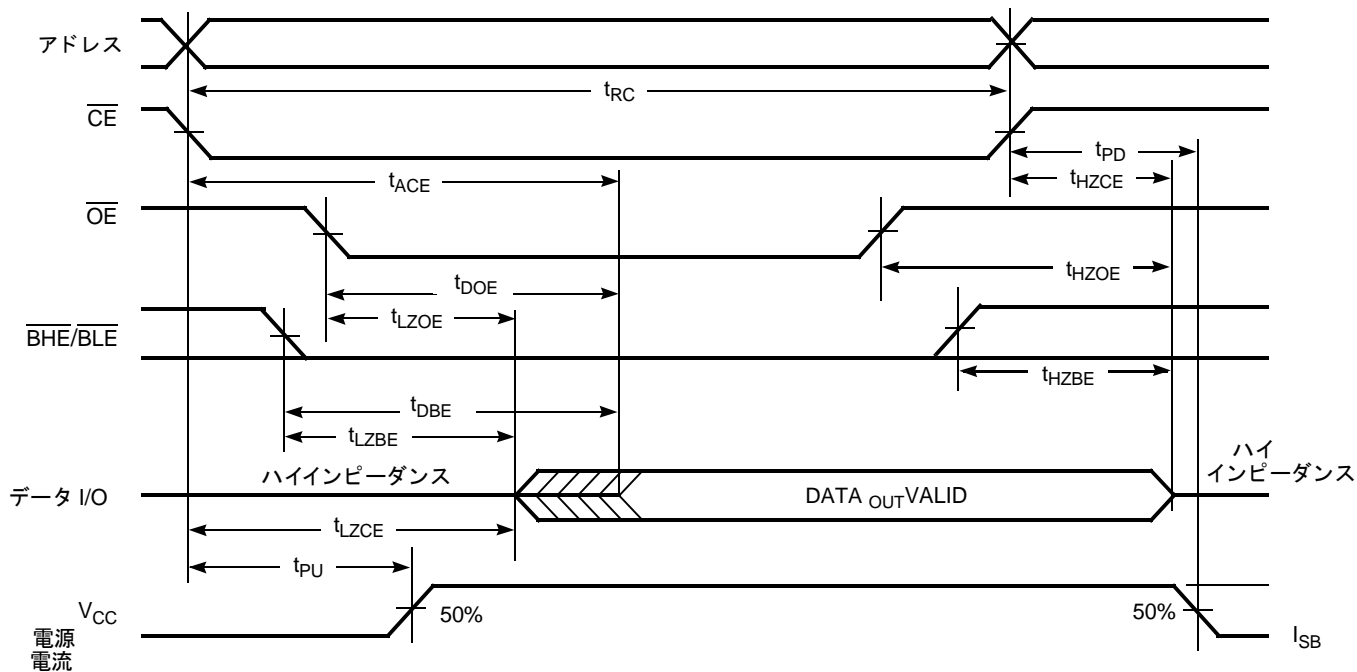 アドレス
tRC
CE
tPD
tACE
tHZCE
OE
tHZOE
tDOE
tLZOE
BHE/BLE
tHZBE
tDBE
tLZBE
ハイインピーダンス
ハイ
インピーダンス
データ I/O
DATA OUTVALID
tLZCE
tPU
VCC
電源
電流
50%
50%
ISB